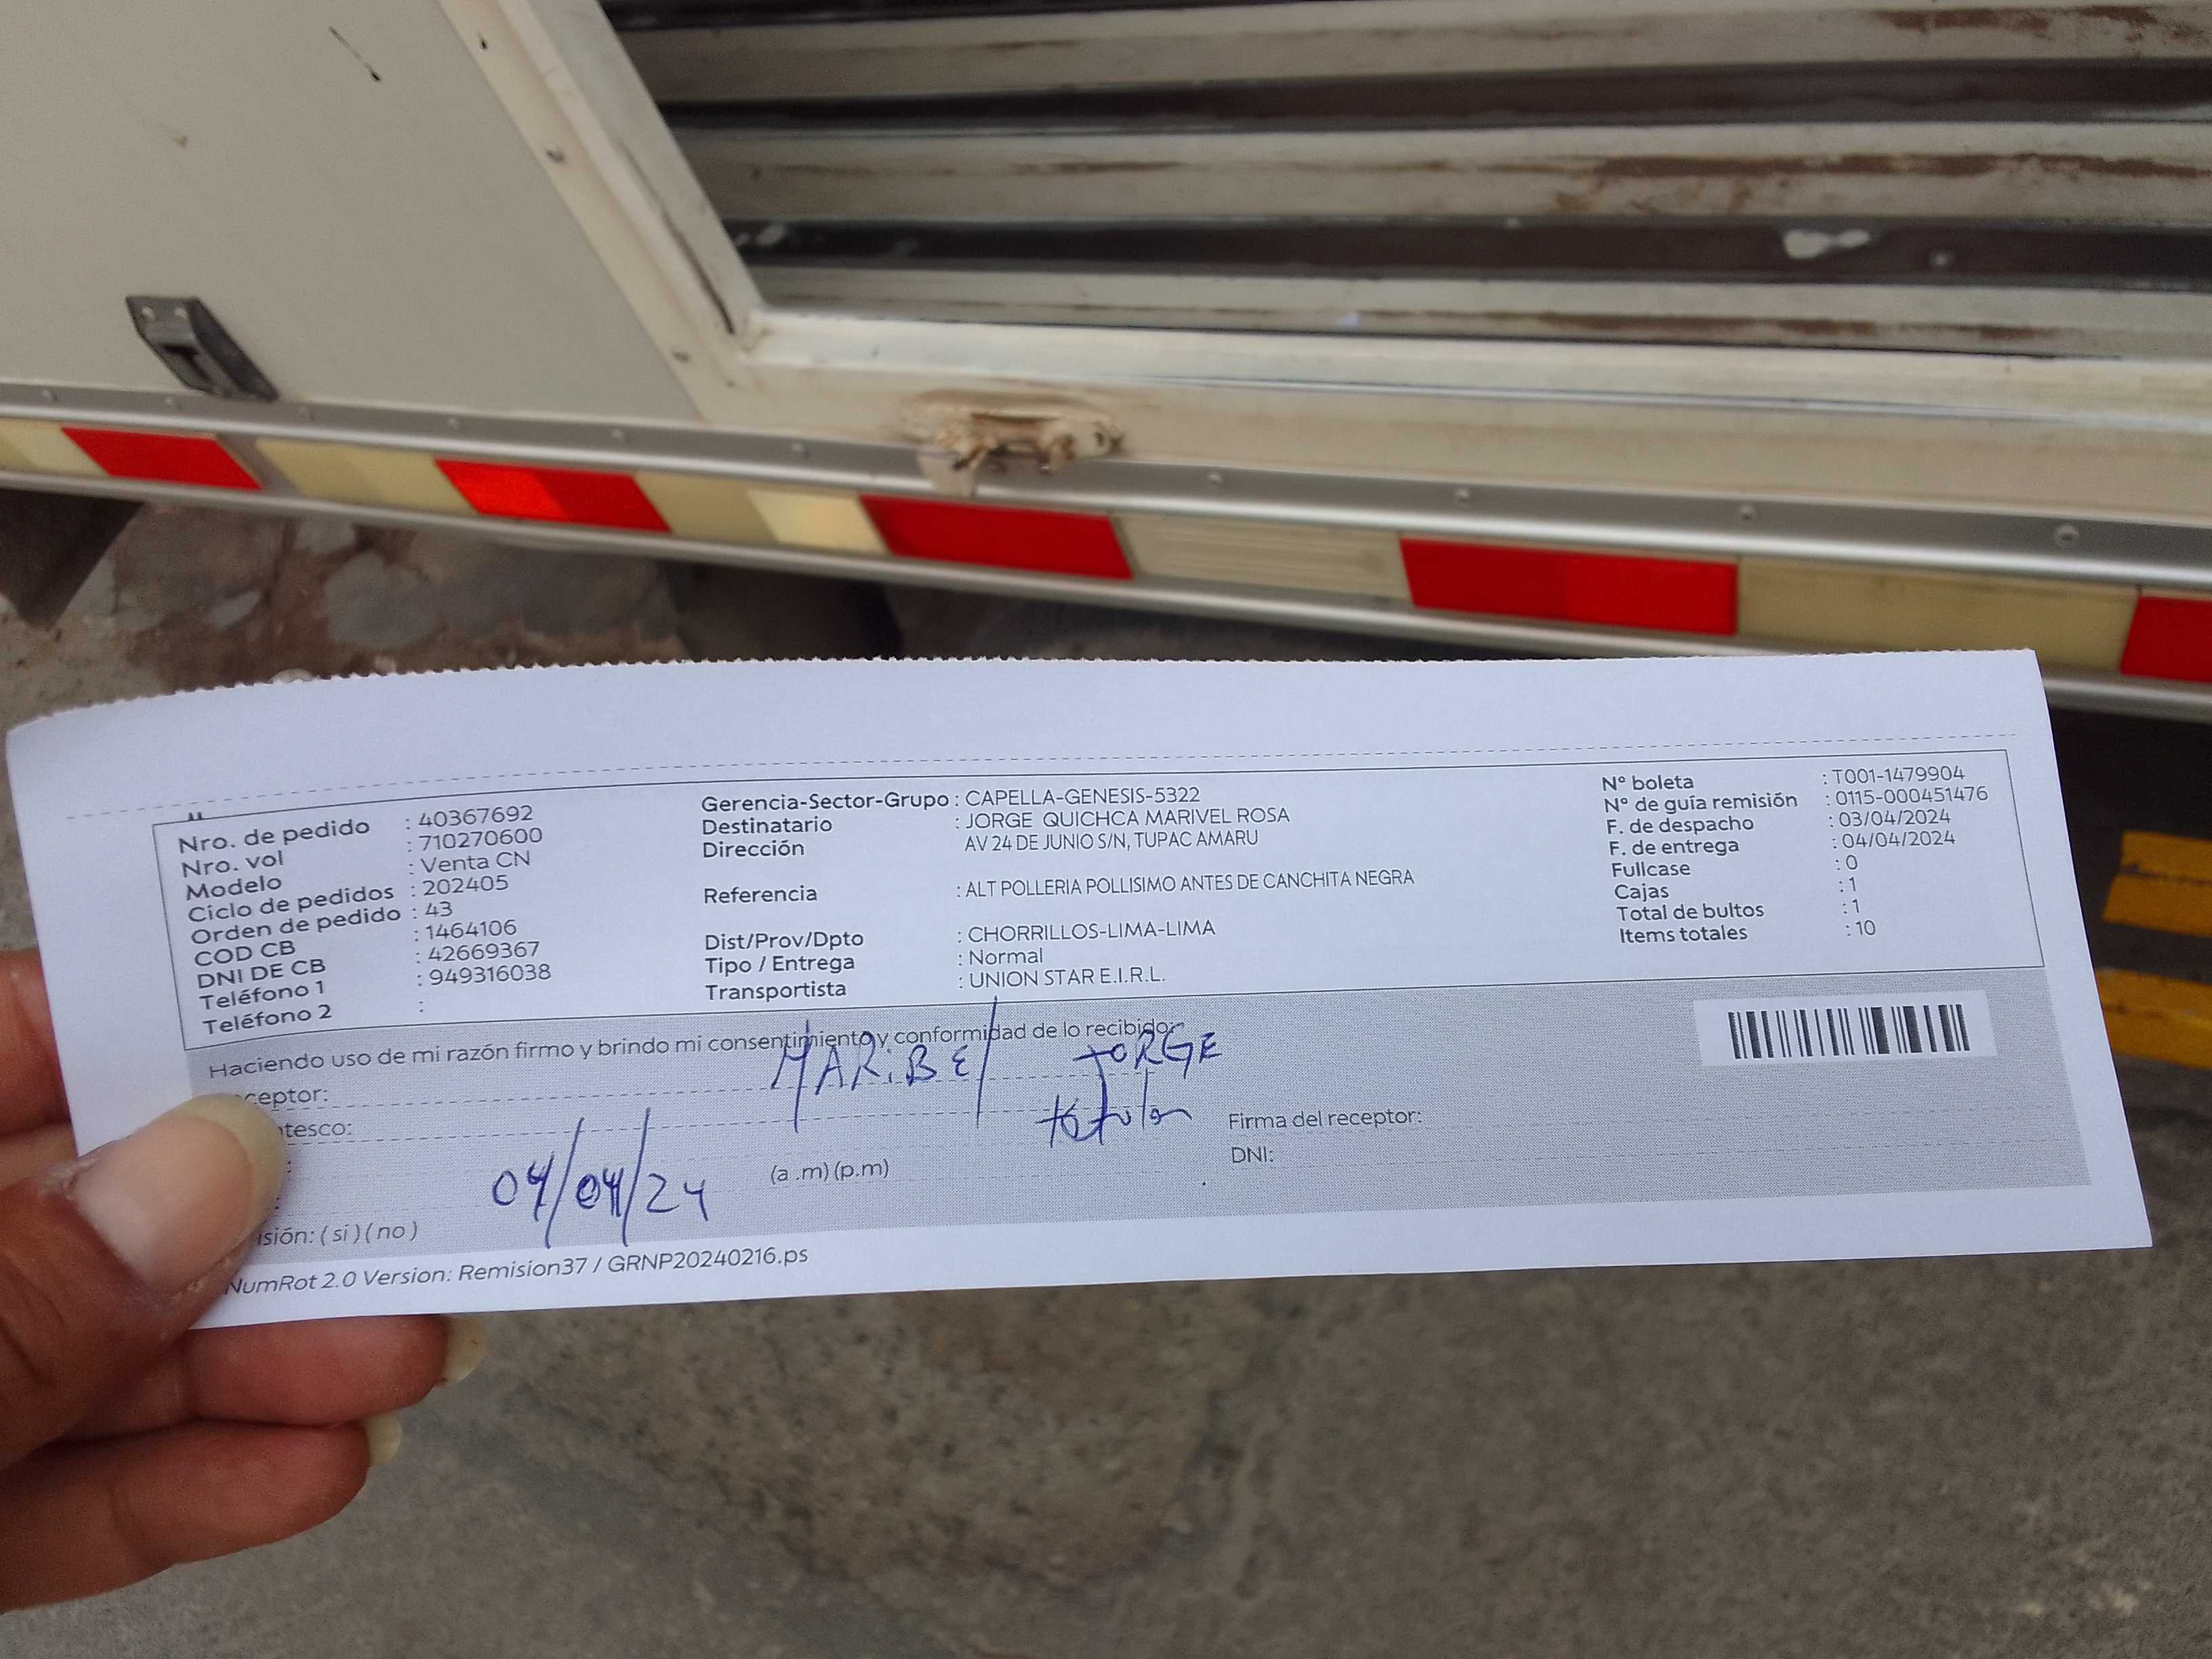 Nro. de pedido : 40367692
Nro. vol : 710270600
Modelo : Venta CN
Ciclo de pedidos : 202405
Orden de pedido : 43
COD CB : 1464106
DNI DE CB : 42669367
Teléfono 1 : 949316038
Teléfono 2 :
Gerencia-Sector-Grupo : CAPELLA-GENESIS-5322
Destinatario : JORGE QUICHCA MARIVEL ROSA
Dirección AV 24 DE JUNIO S/N, TUPAC AMARU
Referencia : ALT POLLERIA POLLISIMO ANTES DE CANCHITA NEGRA
Dist/Prov/Dpto : CHORRILLOS-LIMA-LIMA
Tipo / Entrega : Normal
Transportista : UNION STAR E.I.R.L.
N° boleta : T001-1479904
N° de guía remisión : 0115-000451476
F. de despacho : 03/04/2024
F. de entrega : 04/04/2024
Fullcase : 0
Cajas : 1
Total de bultos : 1
Items totales : 10
Haciendo uso de mi razón firmo y brindo mi consentimiento y conformidad de lo recibido:
ceptor: MARiBEl JORGE
ntesco: titular
Firma del receptor:
: 04/04/24
: (a .m) (p.m)
DNI:
isión: ( si ) ( no )
NumRot 2.0 Version: Remision37 / GRNP20240216.ps